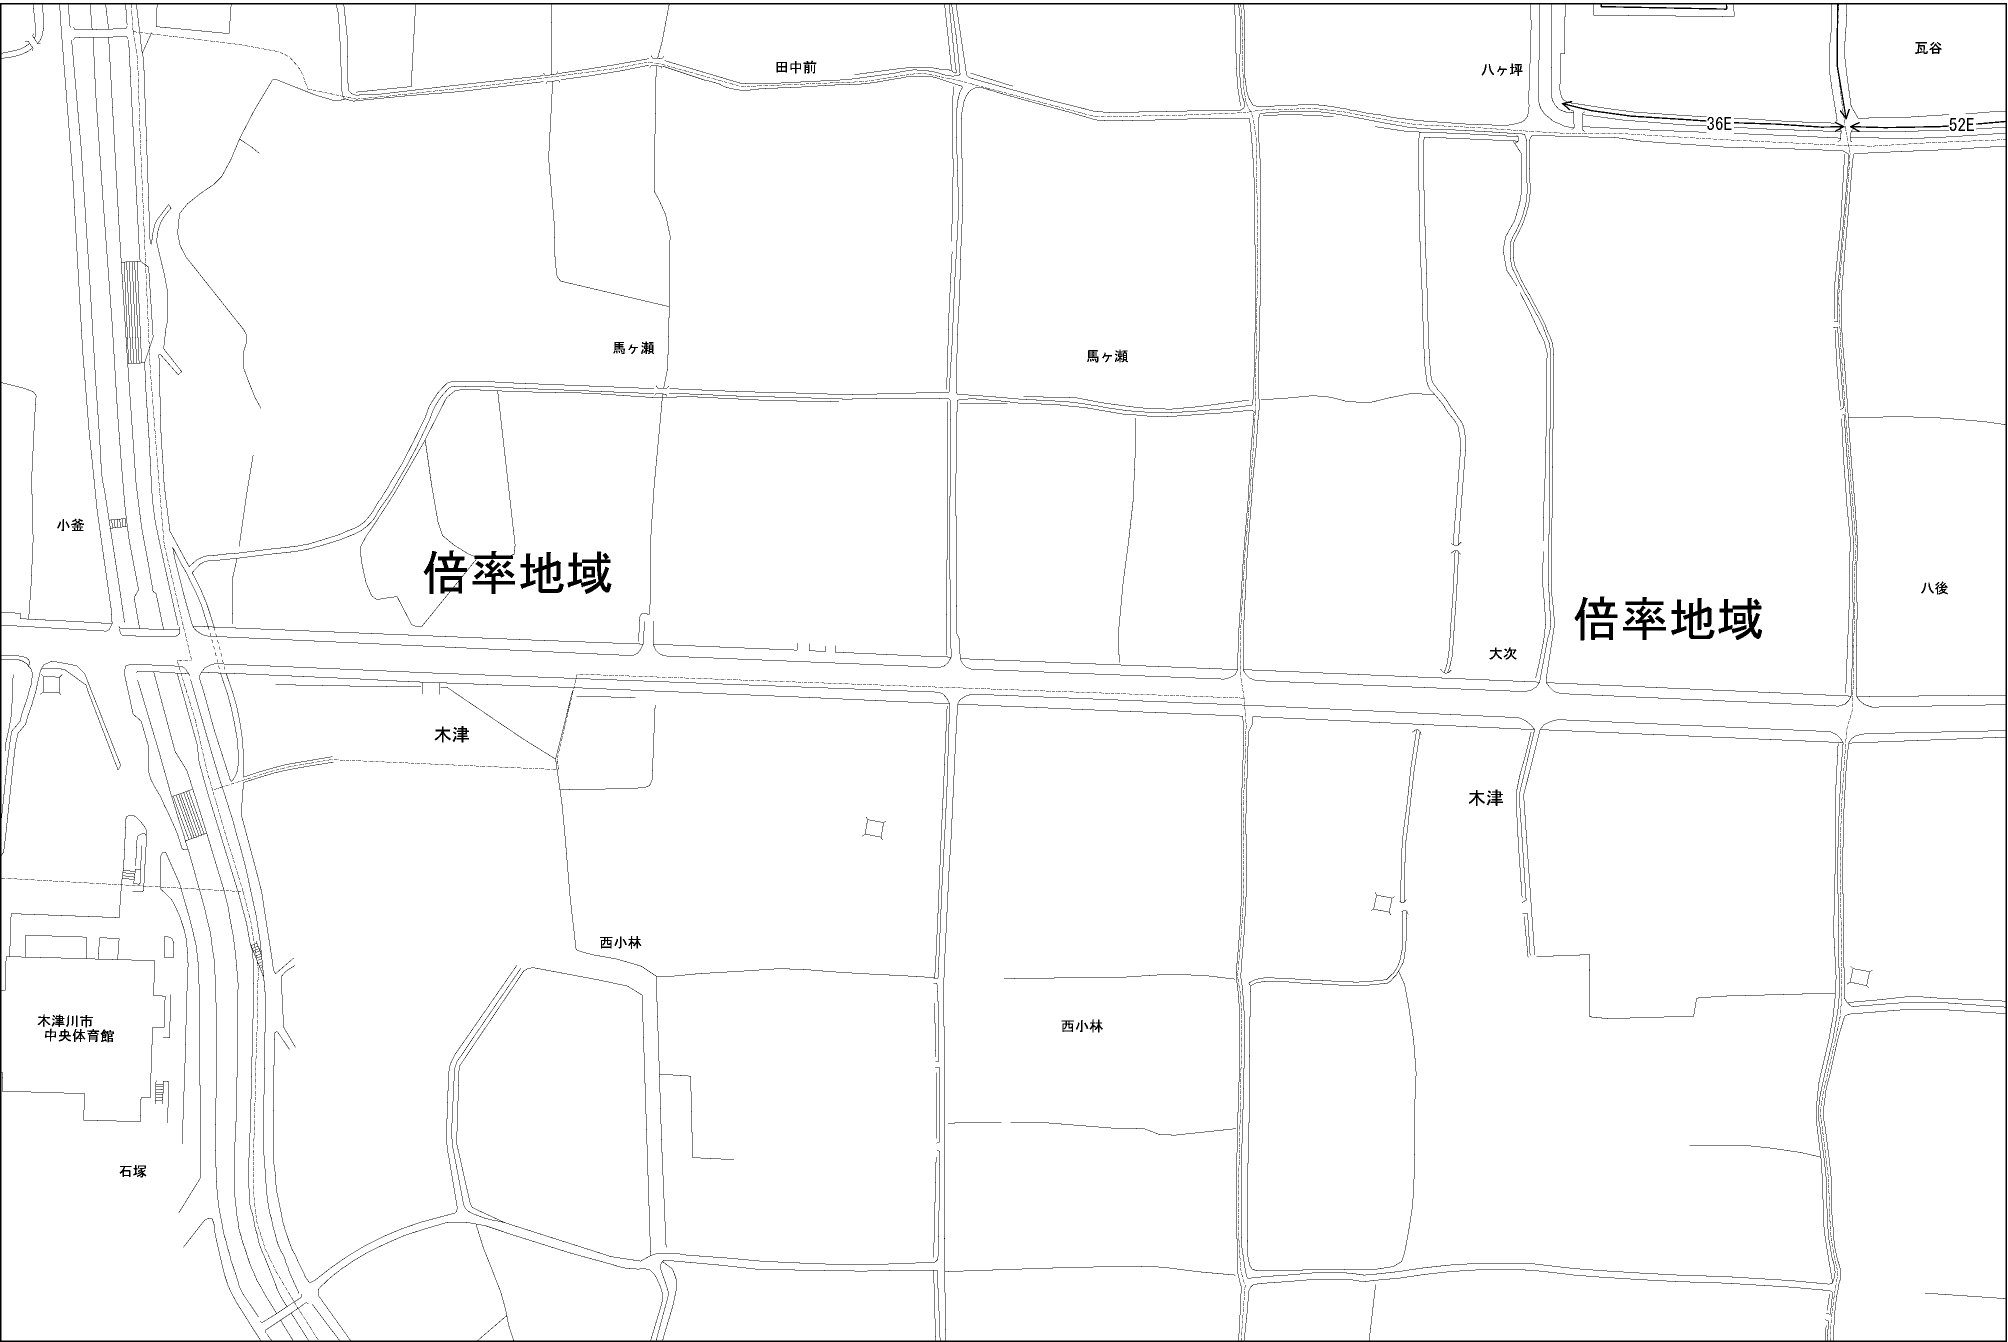 瓦谷
田中前
八ヶ坪
36E
52E
馬ヶ瀬
馬ヶ瀬
小釜
倍率地域
八後
倍率地域
大次
木津
木津
西小林
木津川市
中央体育館
西小林
石塚